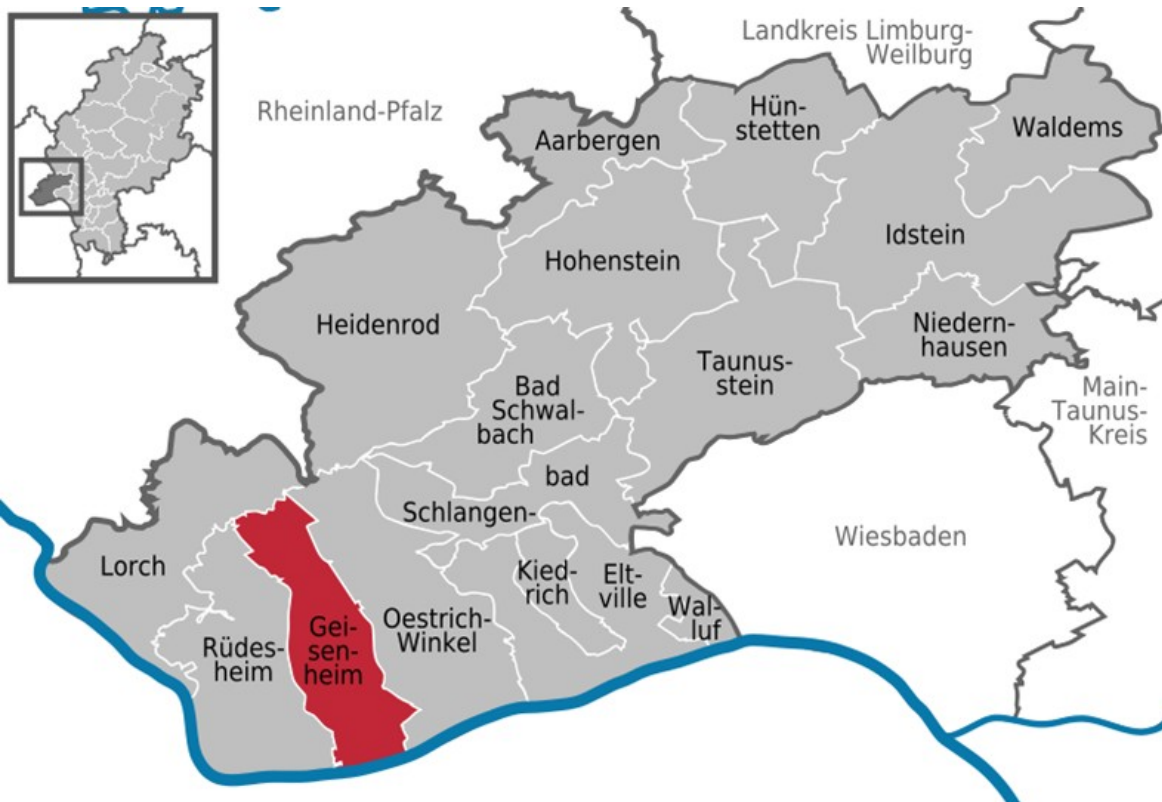 Landkreis Limburg-
Weilburg
Rheinland-Pfalz
Hün-
stetten
Aarbergen
Waldems
Idstein
Hohenstein
Heidenrod
Niedern-
hausen
Taunus-
stein
Bad
Schwal-
bach
Main-
Taunus-
Kreis
bad
Schlangen-
Wiesbaden
Lorch
Kied-
rich
Elt-
ville
Wal-
luf
Oestrich-
Winkel
Rüdes-
heim
Gei-
sen-
heim